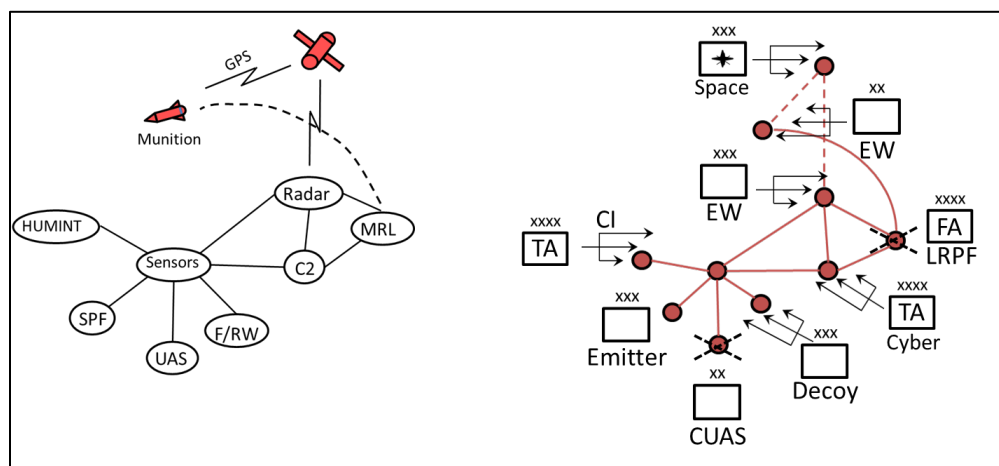 GPS
Munition
Radar
HUMINT
MRL
Sensors
C2
SPF
F/RW
UAS
xxx
Space
xx
EW
xxx
EW
xxxx
FA
LRPF
xxxx
TA
CI
xxxx
TA
Cyber
xxx
Emitter
xxx
Decoy
xx
CUAS